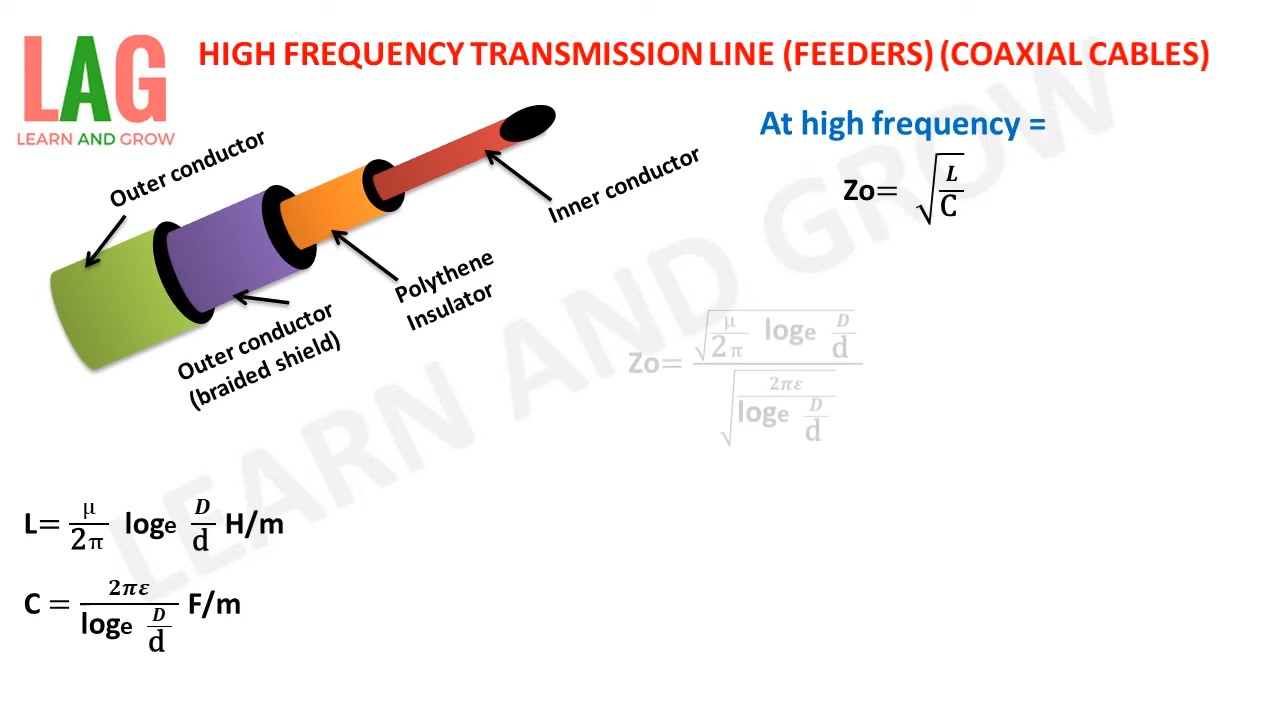 LAG
LEARN AND GROW
HIGH FREQUENCY TRANSMISSION LINE (FEEDERS) (COAXIAL CABLES)
Outer conductor
Inner conductor
Polythene
Insulator
Outer conductor
(braided shield)
At high frequency =
Zo= √(L/C)
Zo= √(μ/2π loge D/d) / √(2πε/loge D/d)
L= μ/2π loge D/d H/m
C = 2πε/loge D/d F/m
LEARN AND GROW